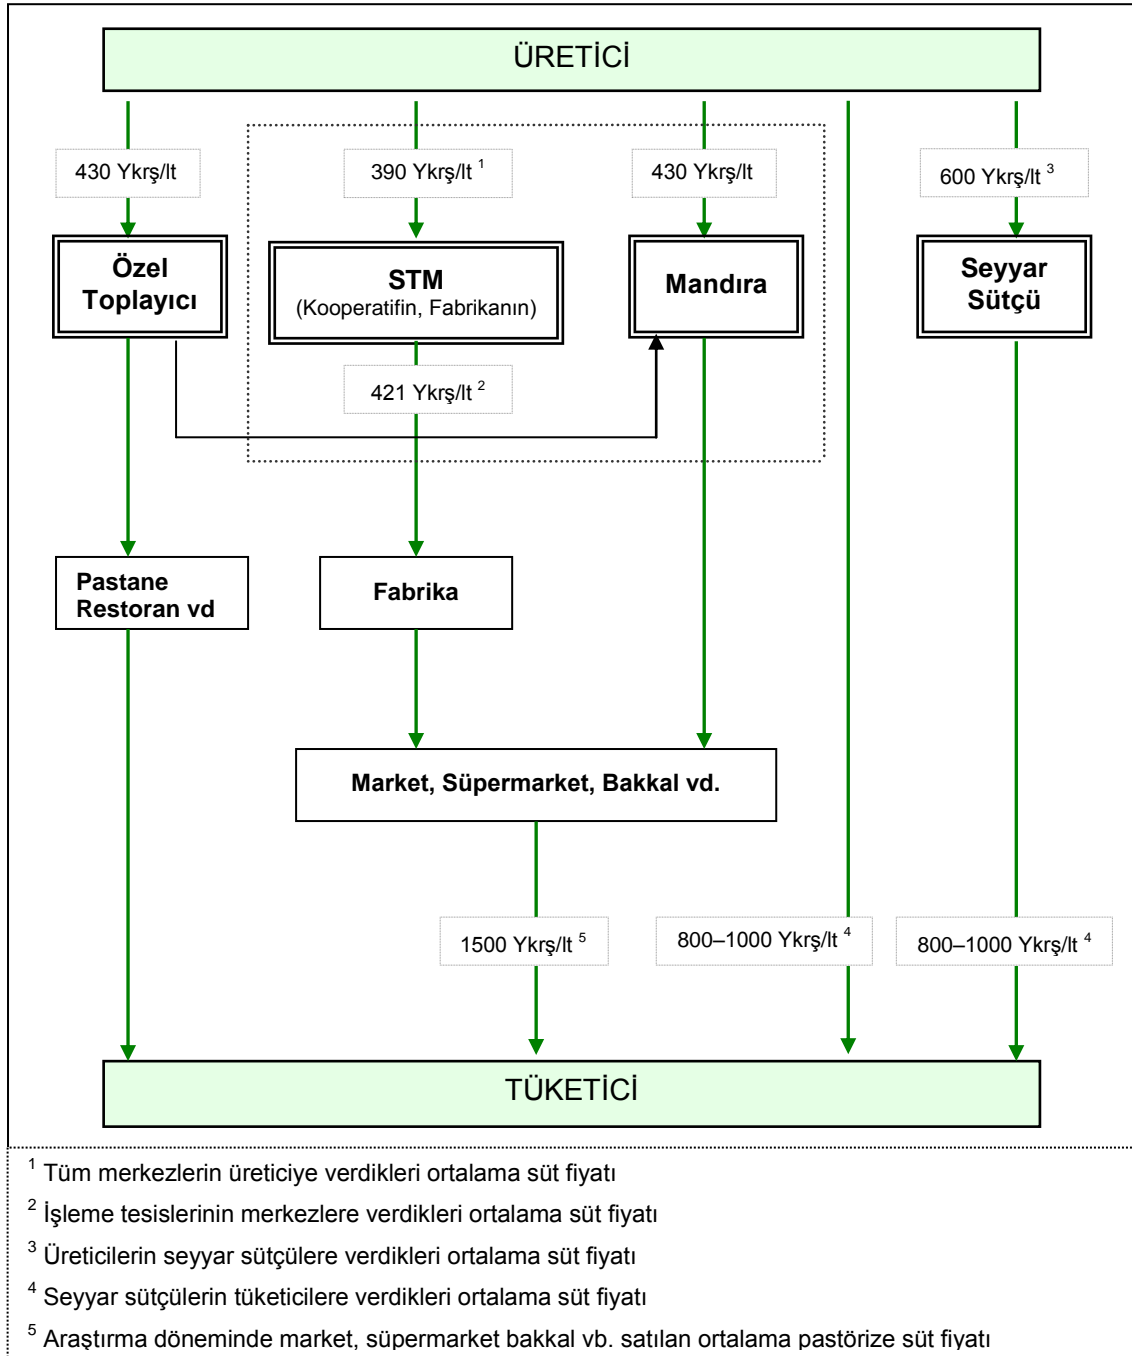 ÜRETİCİ
430 Ykrş/lt
390 Ykrş/lt ¹
430 Ykrş/lt
600 Ykrş/lt ³
Özel
Toplayıcı
STM
(Kooperatifin, Fabrikanın)
Mandıra
Seyyar
Sütçü
421 Ykrş/lt ²
Pastane
Restoran vd
Fabrika
Market, Süpermarket, Bakkal vd.
1500 Ykrş/lt ⁵
800–1000 Ykrş/lt ⁴
800–1000 Ykrş/lt ⁴
TÜKETİCİ
¹ Tüm merkezlerin üreticiye verdikleri ortalama süt fiyatı
² İşleme tesislerinin merkezlere verdikleri ortalama süt fiyatı
³ Üreticilerin seyyar sütçülere verdikleri ortalama süt fiyatı
⁴ Seyyar sütçülerin tüketicilere verdikleri ortalama süt fiyatı
⁵ Araştırma döneminde market, süpermarket bakkal vb. satılan ortalama pastörize süt fiyatı